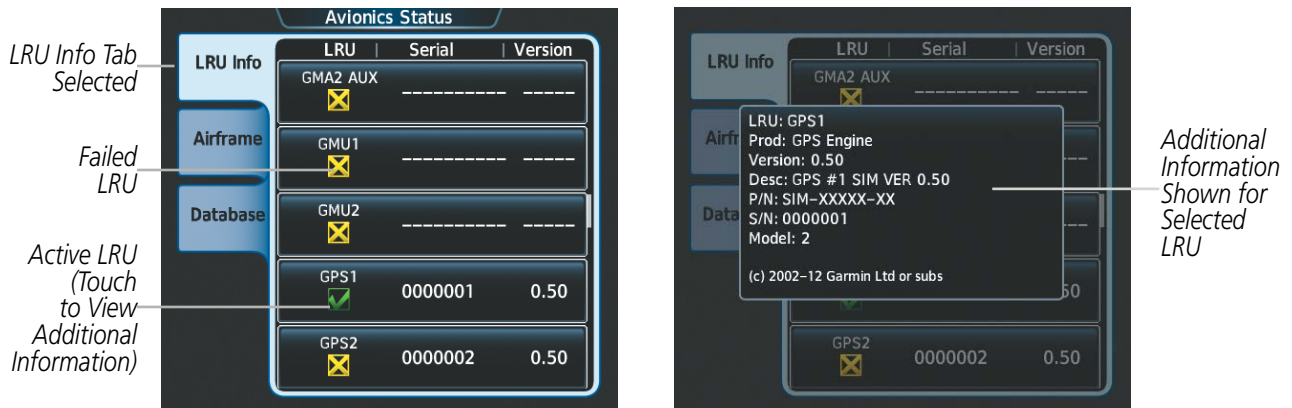 Avionics Status
LRU Info Tab
Selected
LRU Info
LRU | Serial | Version
GMA2 AUX
---------- -----
Airframe
Failed
LRU
GMU1
---------- -----
Database
GMU2
---------- -----
Active LRU
(Touch
to View
Additional
Information)
GPS1
0000001 0.50
GPS2
0000002 0.50
LRU Info
LRU | Serial | Version
GMA2 AUX
---------- -----
Airfr
Data
LRU: GPS1
Prod: GPS Engine
Version: 0.50
Desc: GPS #1 SIM VER 0.50
P/N: SIM-XXXXX-XX
S/N: 0000001
Model: 2
(c) 2002-12 Garmin Ltd or subs
50
GPS2
0000002 0.50
Additional
Information
Shown for
Selected
LRU